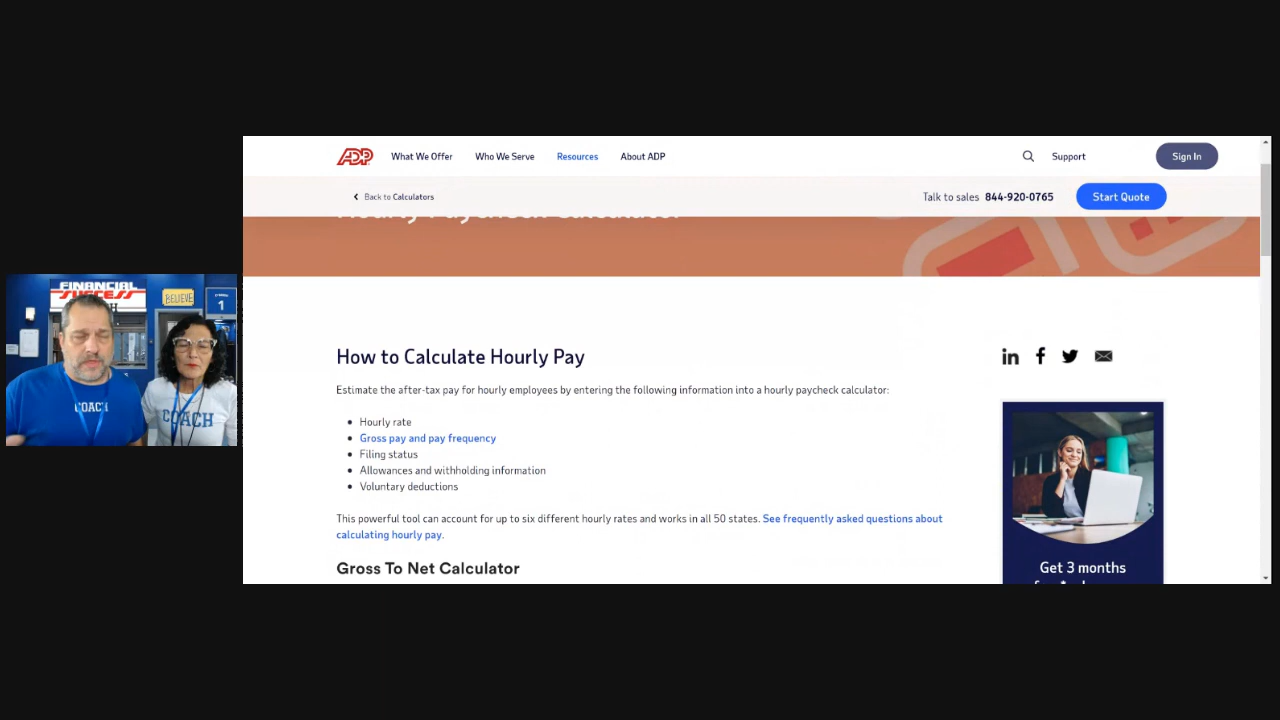 ADP
What We Offer
Who We Serve
Resources
About ADP
Support
Sign In
Back to Calculators
Talk to sales 844-920-0765
Start Quote
Hourly Paycheck Calculator
FINANCIAL
SUCCESS
BELIEVE
1
COACH
COACH
How to Calculate Hourly Pay
Estimate the after-tax pay for hourly employees by entering the following information into a hourly paycheck calculator:
Hourly rate
Gross pay and pay frequency
Filing status
Allowances and withholding information
Voluntary deductions
This powerful tool can account for up to six different hourly rates and works in all 50 states. See frequently asked questions about
calculating hourly pay.
Gross To Net Calculator
Get 3 months